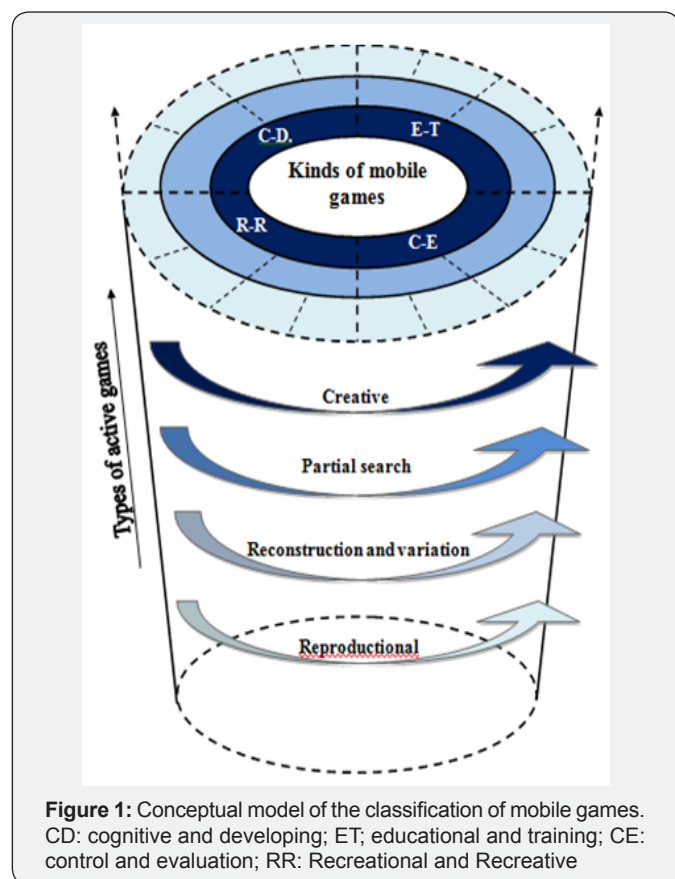 C-D.
E-T
Kinds of mobile
games
R-R
C-E
Types of active games
Creative
Partial search
Reconstruction and variation
Reproductional
Figure 1: Conceptual model of the classification of mobile games.
CD: cognitive and developing; ET; educational and training; CE:
control and evaluation; RR: Recreational and Recreative